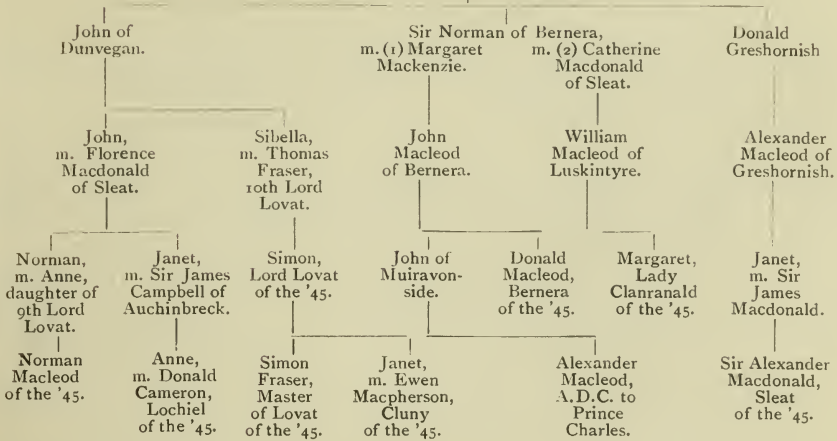 John of
Dunvegan.
Sir Norman of Bernera,
m. (1) Margaret
Mackenzie.
m. (2) Catherine
Macdonald
of Sleat.
Donald
Greshornish
John,
m. Florence
Macdonald
of Sleat.
Sibella,
m. Thomas
Fraser,
10th Lord
Lovat.
John
Macleod
of Bernera.
William
Macleod of
Luskintyre.
Alexander
Macleod of
Greshornish.
Norman,
m. Anne,
daughter of
9th Lord
Lovat.
Janet,
m. Sir James
Campbell of
Auchinbreck.
Simon,
Lord Lovat
of the '45.
John of
Muiravon-
side.
Donald
Macleod,
Bernera
of the '45.
Margaret,
Lady
Clanranald
of the '45.
Janet,
m. Sir
James
Macdonald.
Norman
Macleod
of the '45.
Anne,
m. Donald
Cameron,
Lochiel
of the '45.
Simon
Fraser,
Master
of Lovat
of the '45.
Janet,
m. Ewen
Macpherson,
Cluny
of the '45.
Alexander
Macleod,
A.D.C. to
Prince
Charles.
Sir Alexander
Macdonald,
Sleat
of the '45.